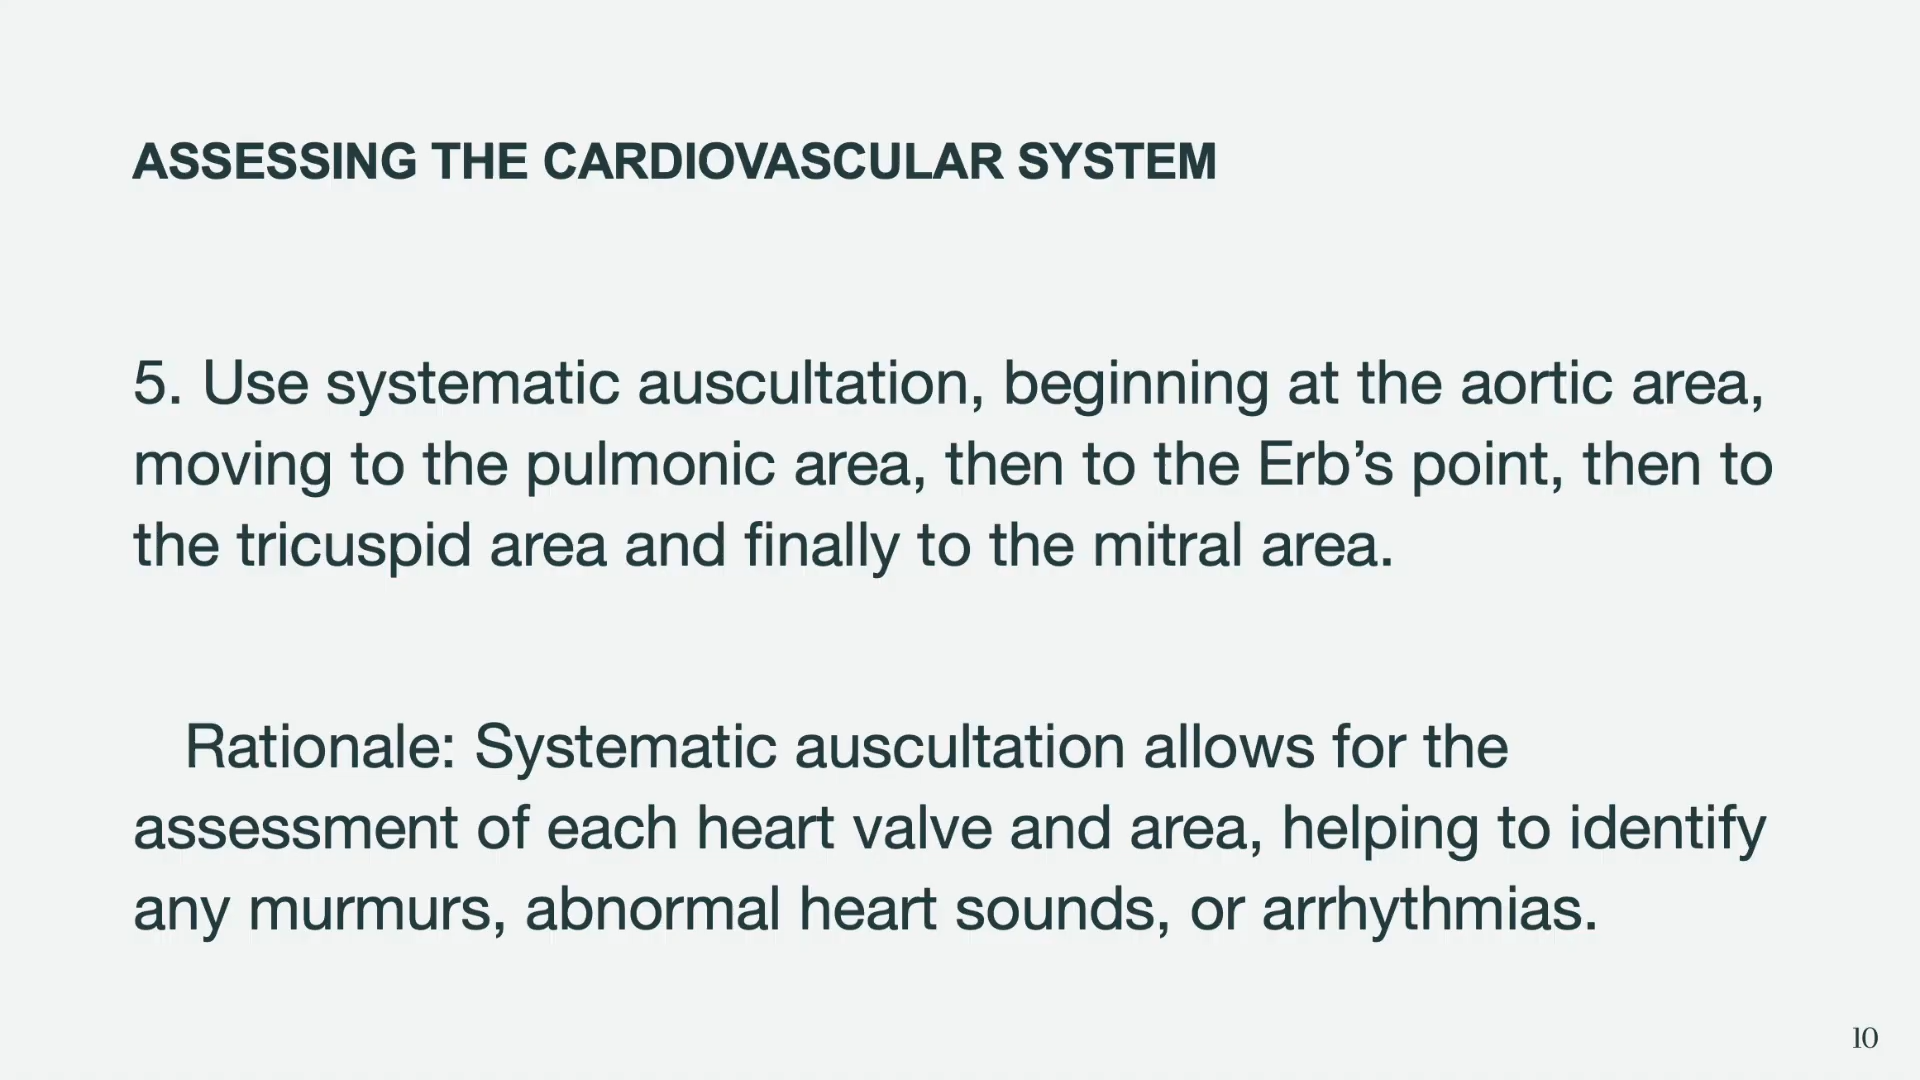 ASSESSING THE CARDIOVASCULAR SYSTEM
5. Use systematic auscultation, beginning at the aortic area,
moving to the pulmonic area, then to the Erb’s point, then to
the tricuspid area and finally to the mitral area.
Rationale: Systematic auscultation allows for the
assessment of each heart valve and area, helping to identify
any murmurs, abnormal heart sounds, or arrhythmias.
10